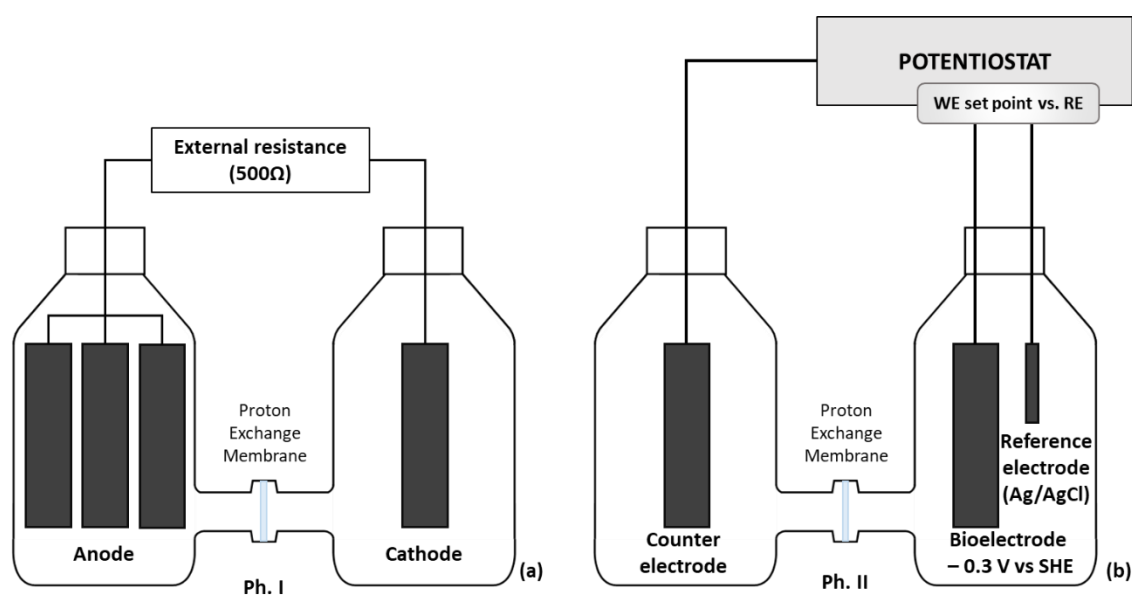 External resistance
(500Ω)
Proton
Exchange
Membrane
Anode
Cathode
Ph. I
(a)
POTENTIOSTAT
WE set point vs. RE
Proton
Exchange
Membrane
Reference
electrode
(Ag/AgCl)
Counter
electrode
Bioelectrode
– 0.3 V vs SHE
Ph. II
(b)